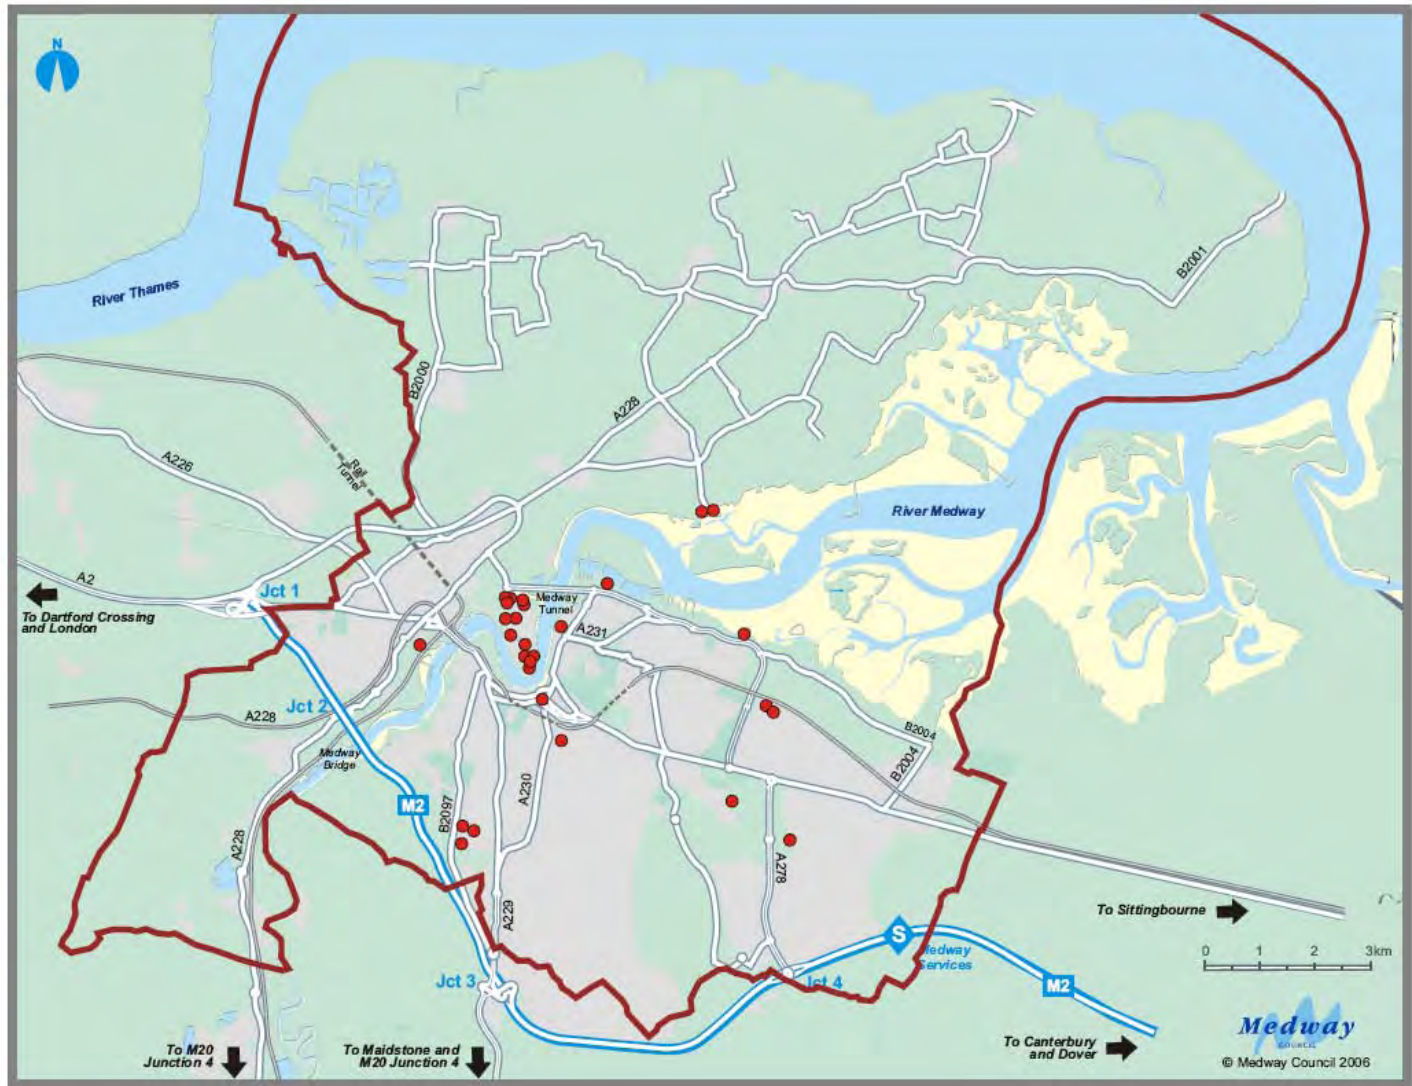 N
River Thames
B2001
B2000
A228
A226
Rail
Tunnel
River Medway
A2
Jct 1
To Dartford Crossing
and London
Medway
Tunnel
A231
Jct 2
A228
Medway
Bridge
B2004
B2004
M2
B2097
A230
A228
A278
A229
To Sittingbourne
S
Medway
Services
0 1 2 3km
Jct 3
Jct 4
M2
To M20
Junction 4
To Maidstone and
M20 Junction 4
To Canterbury
and Dover
Medway
COUNCIL
© Medway Council 2006